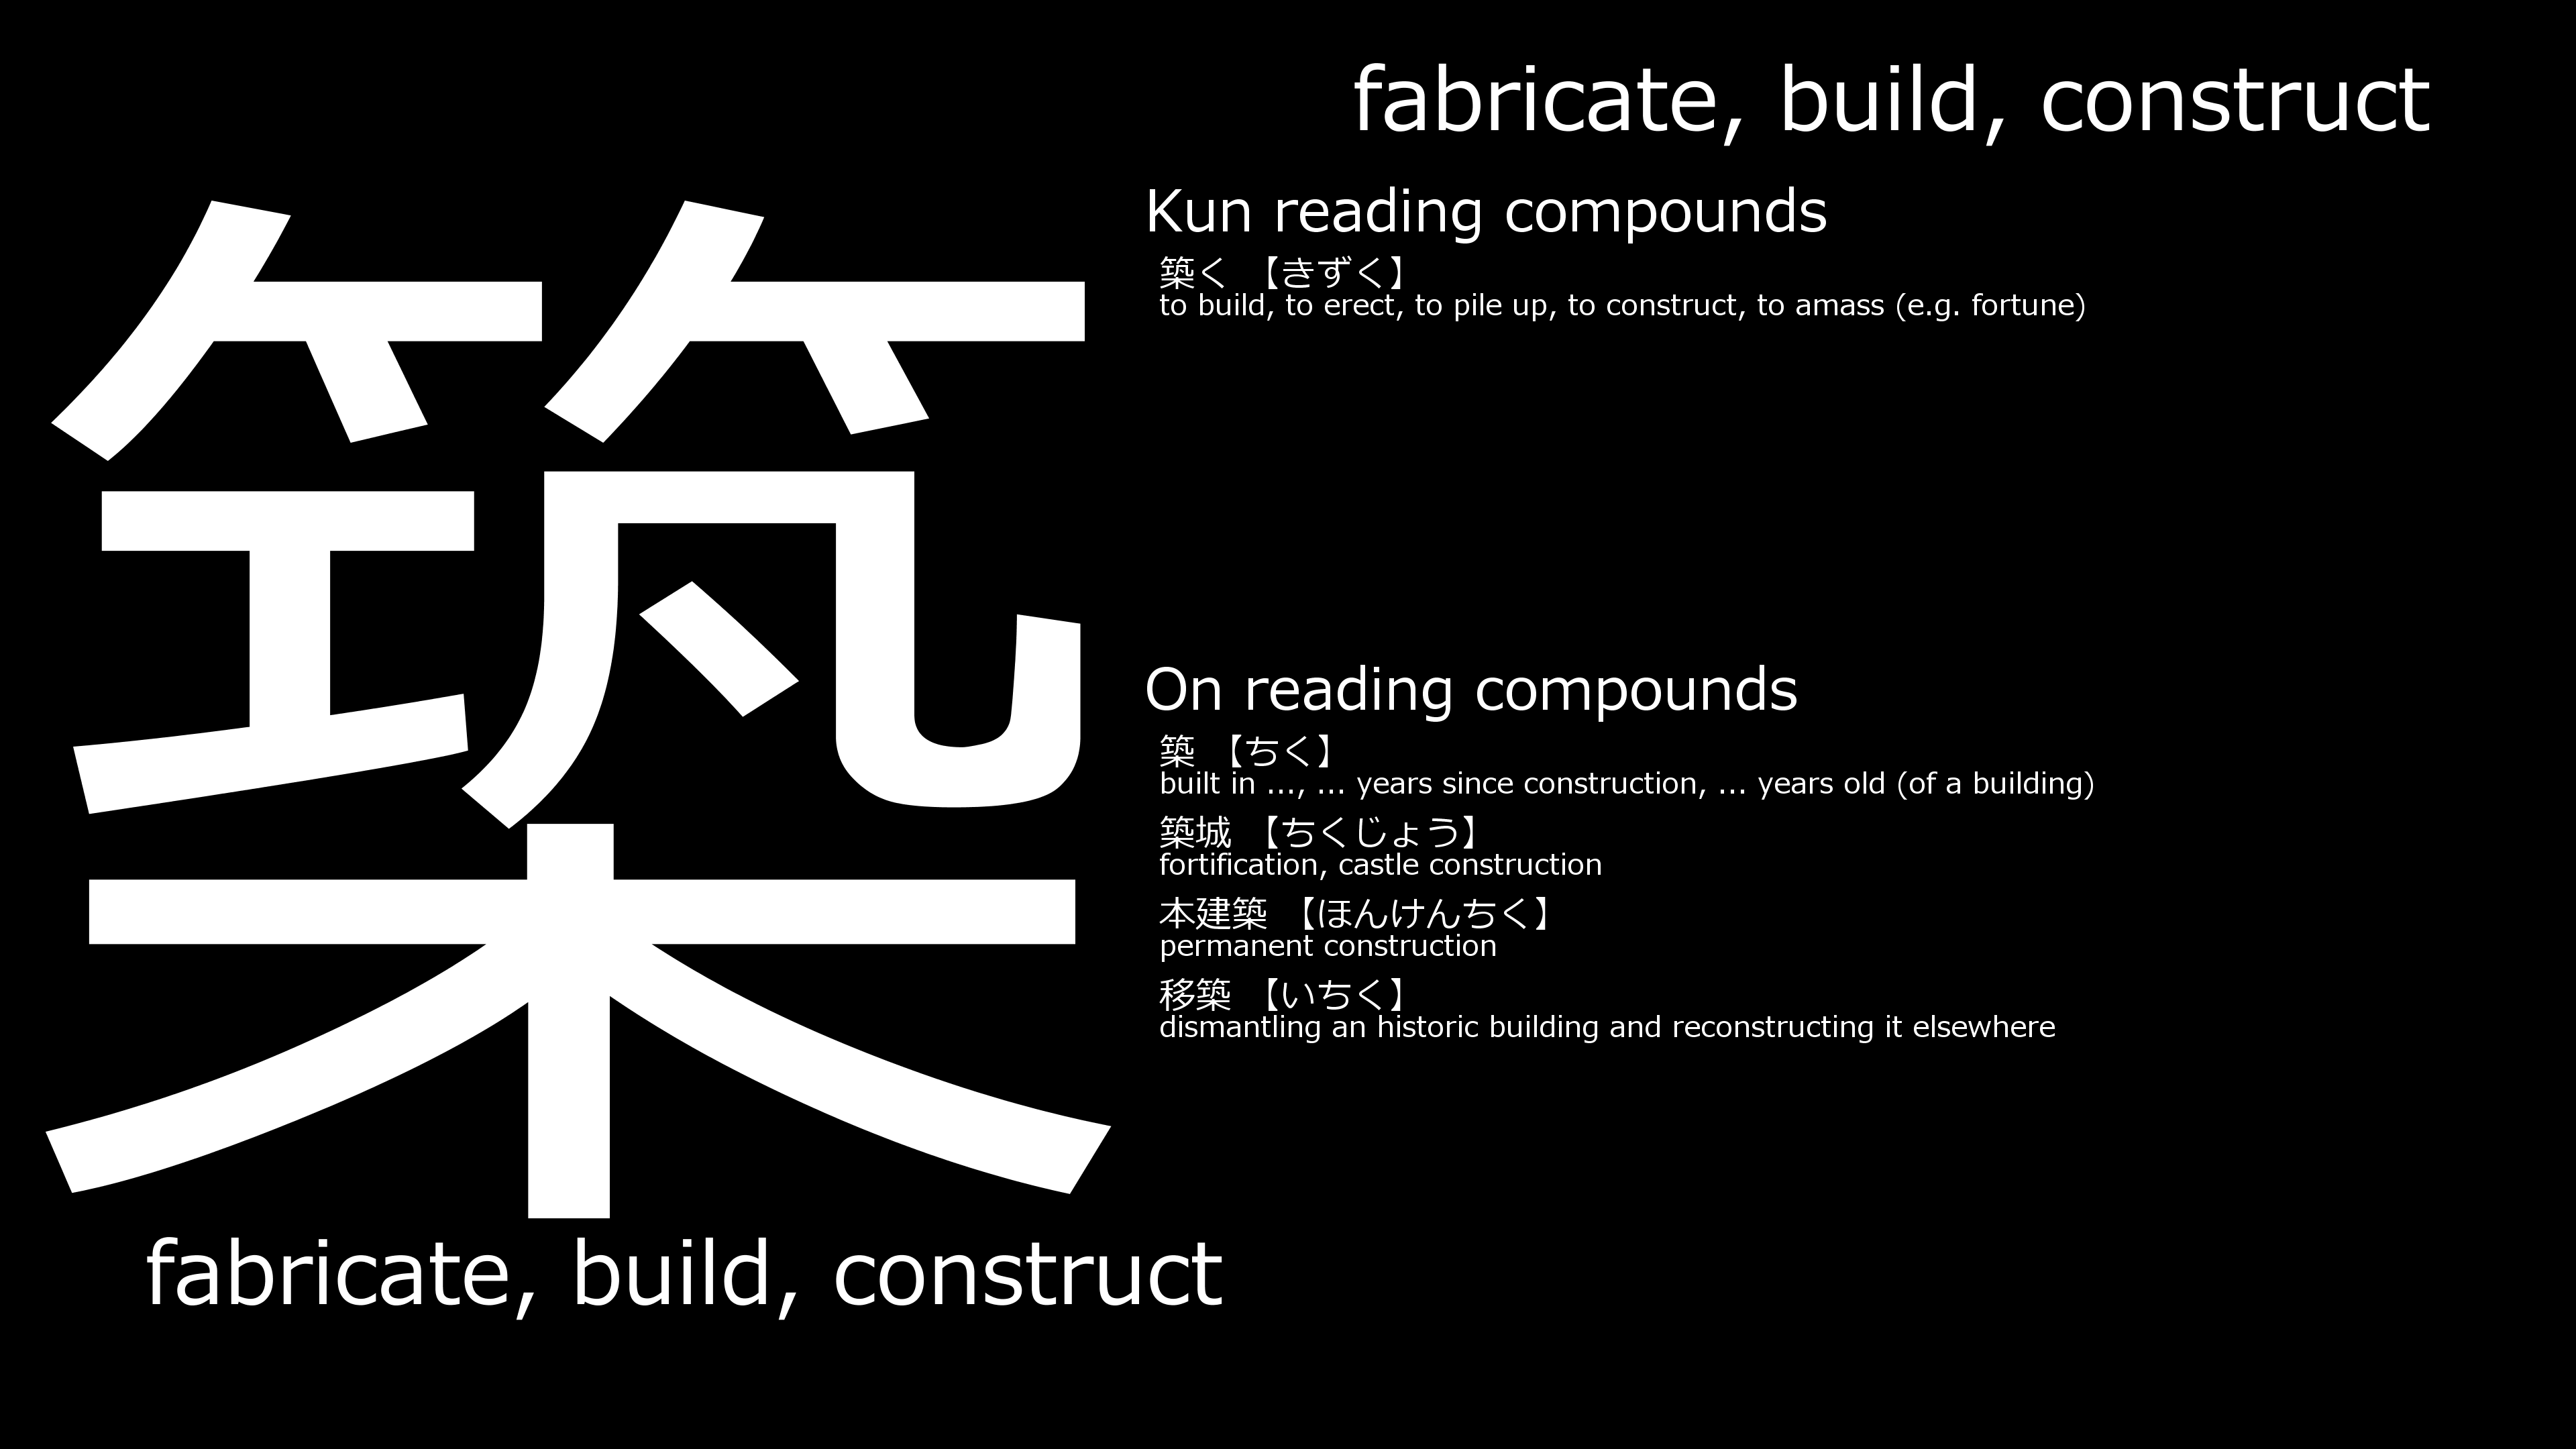 築
fabricate, build, construct
fabricate, build, construct
Kun reading compounds
築く 【きずく】
to build, to erect, to pile up, to construct, to amass (e.g. fortune)
On reading compounds
築 【ちく】
built in ..., ... years since construction, ... years old (of a building)
築城 【ちくじょう】
fortification, castle construction
本建築 【ほんけんちく】
permanent construction
移築 【いちく】
dismantling an historic building and reconstructing it elsewhere